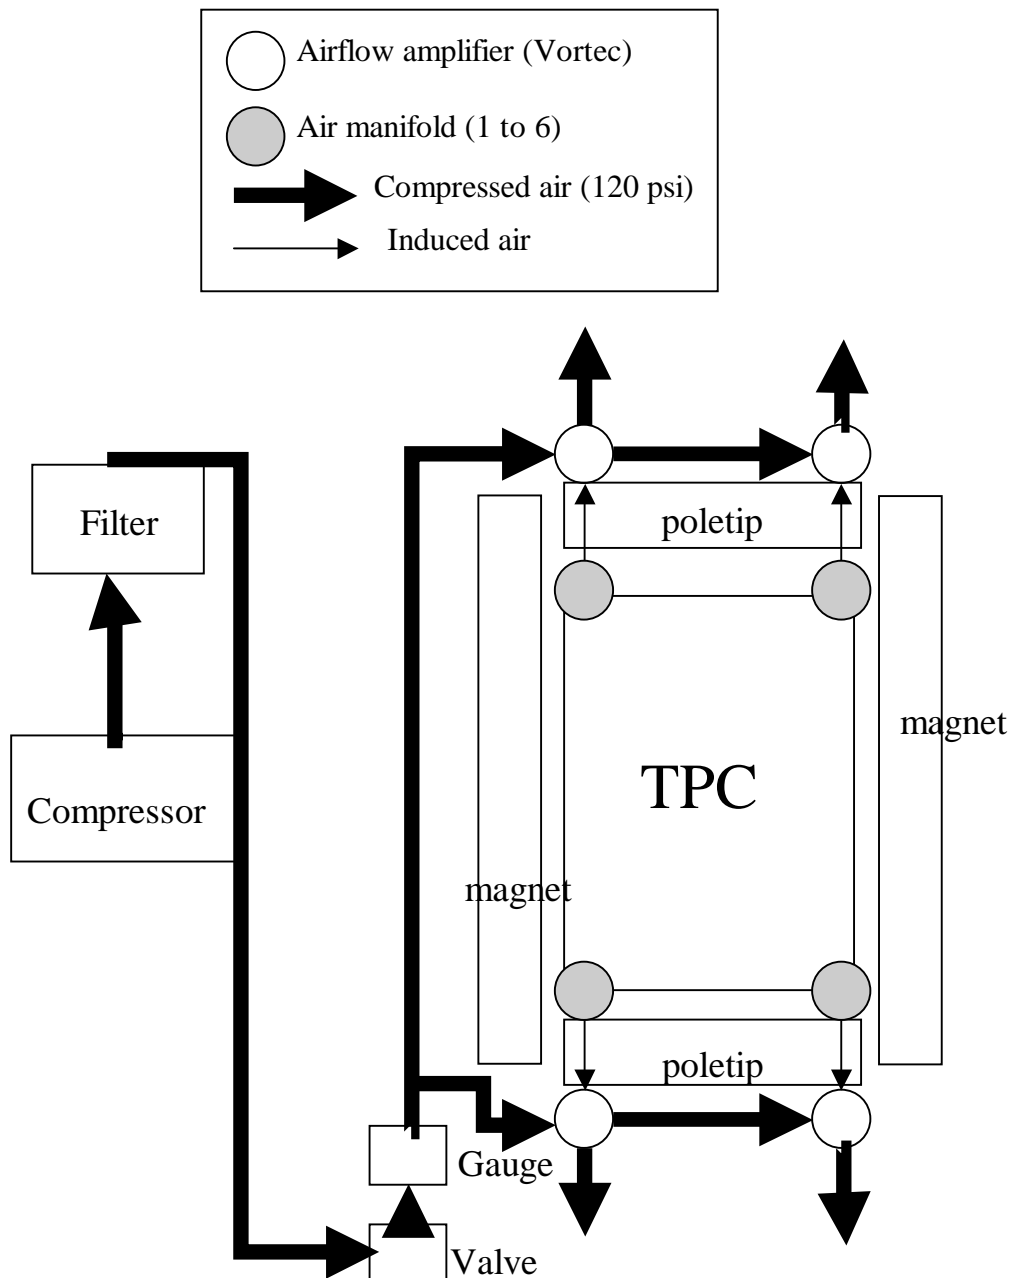 Airflow amplifier (Vortec)
Air manifold (1 to 6)
Compressed air (120 psi)
Induced air
Filter
poletip
magnet
TPC
Compressor
magnet
poletip
Gauge
Valve